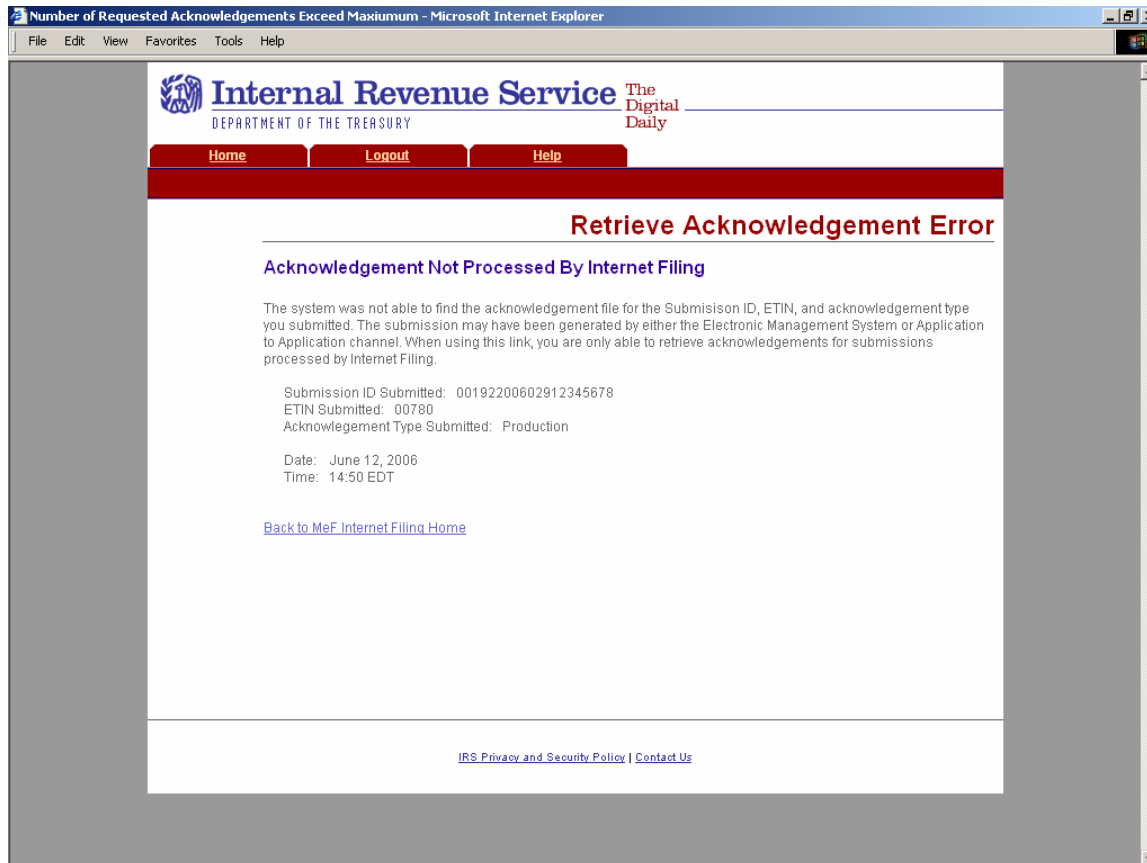 Number of Requested Acknowledgements Exceed Maxiumum - Microsoft Internet Explorer
File Edit View Favorites Tools Help
Internal Revenue Service
DEPARTMENT OF THE TREASURY
The
Digital
Daily
Home Logout Help
Retrieve Acknowledgement Error
Acknowledgement Not Processed By Internet Filing
The system was not able to find the acknowledgement file for the Submisison ID, ETIN, and acknowledgement type
you submitted. The submission may have been generated by either the Electronic Management System or Application
to Application channel. When using this link, you are only able to retrieve acknowledgements for submissions
processed by Internet Filing.
Submission ID Submitted: 00192200602912345678
ETIN Submitted: 00780
Acknowlegement Type Submitted: Production
Date: June 12, 2006
Time: 14:50 EDT
Back to MeF Internet Filing Home
IRS Privacy and Security Policy | Contact Us